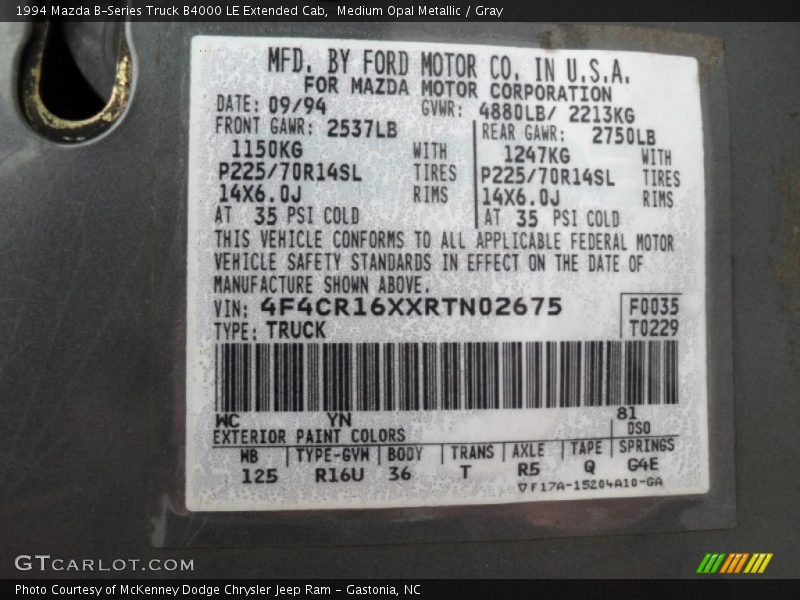 1994 Mazda B-Series Truck B4000 LE Extended Cab,  Medium Opal Metallic / Gray
MFD. BY FORD MOTOR CO. IN U.S.A.
FOR MAZDA MOTOR CORPORATION
DATE: 09/94 GVWR: 4880LB/ 2213KG
FRONT GAWR: 2537LB REAR GAWR: 2750LB
1150KG WITH 1247KG WITH
P225/70R14SL TIRES P225/70R14SL TIRES
14X6.0J RIMS 14X6.0J RIMS
AT 35 PSI COLD AT 35 PSI COLD
THIS VEHICLE CONFORMS TO ALL APPLICABLE FEDERAL MOTOR
VEHICLE SAFETY STANDARDS IN EFFECT ON THE DATE OF
MANUFACTURE SHOWN ABOVE.
VIN: 4F4CR16XXRTN02675 F0035
TYPE: TRUCK T0229
WC YN 81
EXTERIOR PAINT COLORS DSO
WB TYPE-GVW BODY TRANS AXLE TAPE SPRINGS
125 R16U 36 T R5 Q G4E
▽F17A-15204A10-GA
GTCARLOT.COM
Photo Courtesy of McKenney Dodge Chrysler Jeep Ram - Gastonia, NC